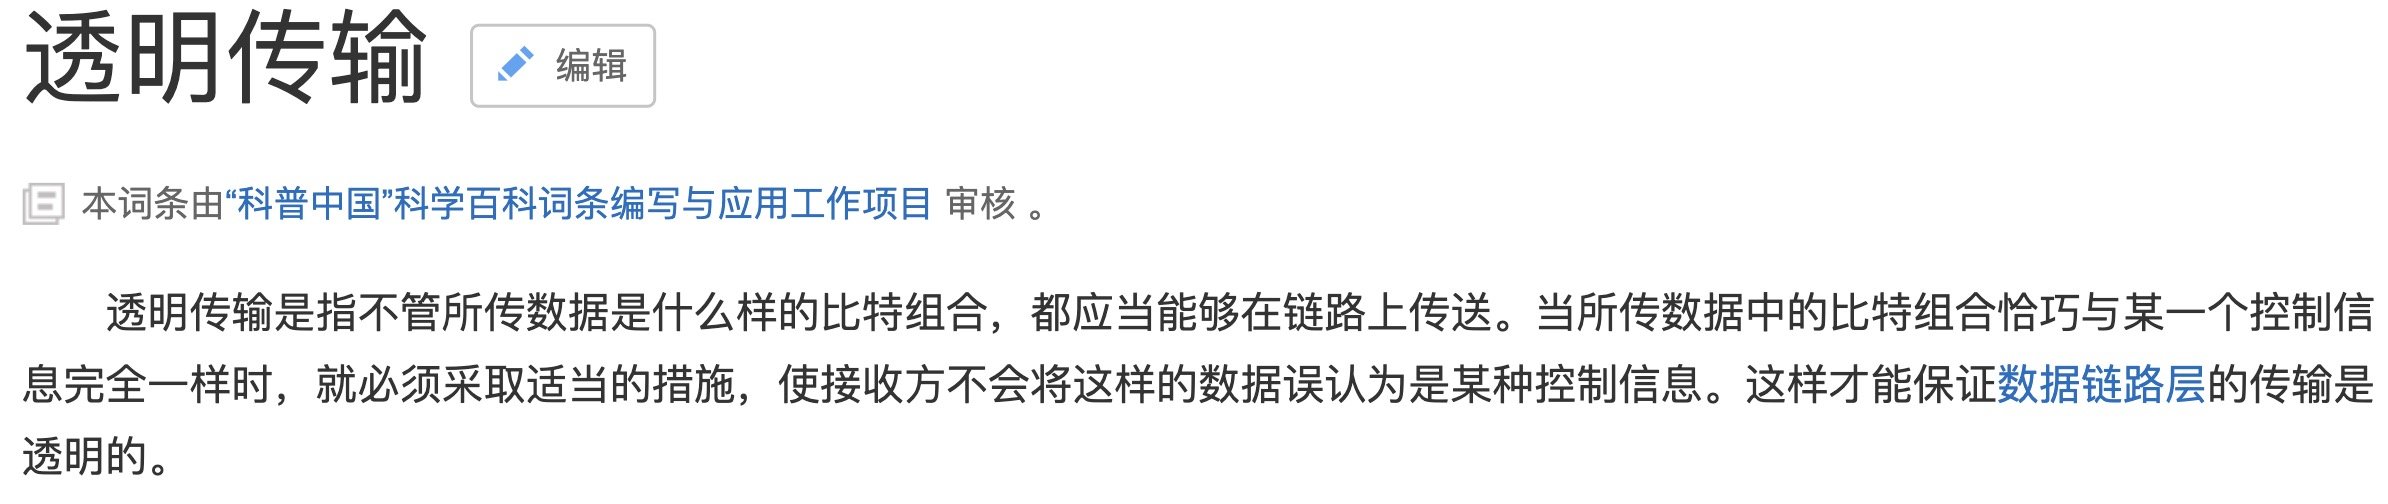 透明传输 编辑
本词条由“科普中国”科学百科词条编写与应用工作项目 审核 。
透明传输是指不管所传数据是什么样的比特组合，都应当能够在链路上传送。当所传数据中的比特组合恰巧与某一个控制信
息完全一样时，就必须采取适当的措施，使接收方不会将这样的数据误认为是某种控制信息。这样才能保证数据链路层的传输是
透明的。